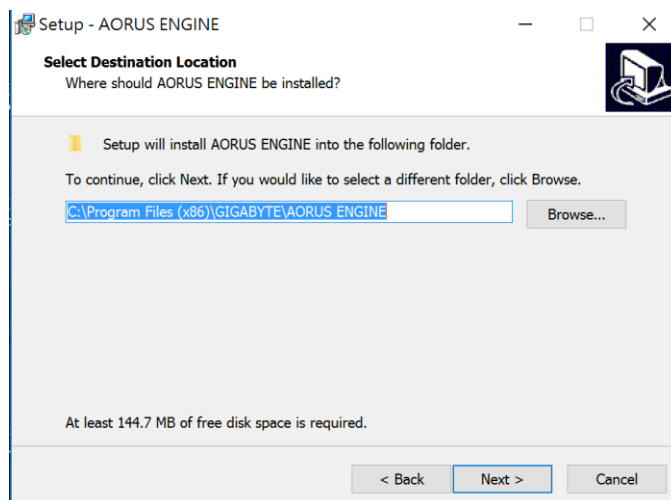 Setup - AORUS ENGINE
Select Destination Location
Where should AORUS ENGINE be installed?
Setup will install AORUS ENGINE into the following folder.
To continue, click Next. If you would like to select a different folder, click Browse.
C:\Program Files (x86)\GIGABYTE\AORUS ENGINE
Browse...
At least 144.7 MB of free disk space is required.
< Back
Next >
Cancel